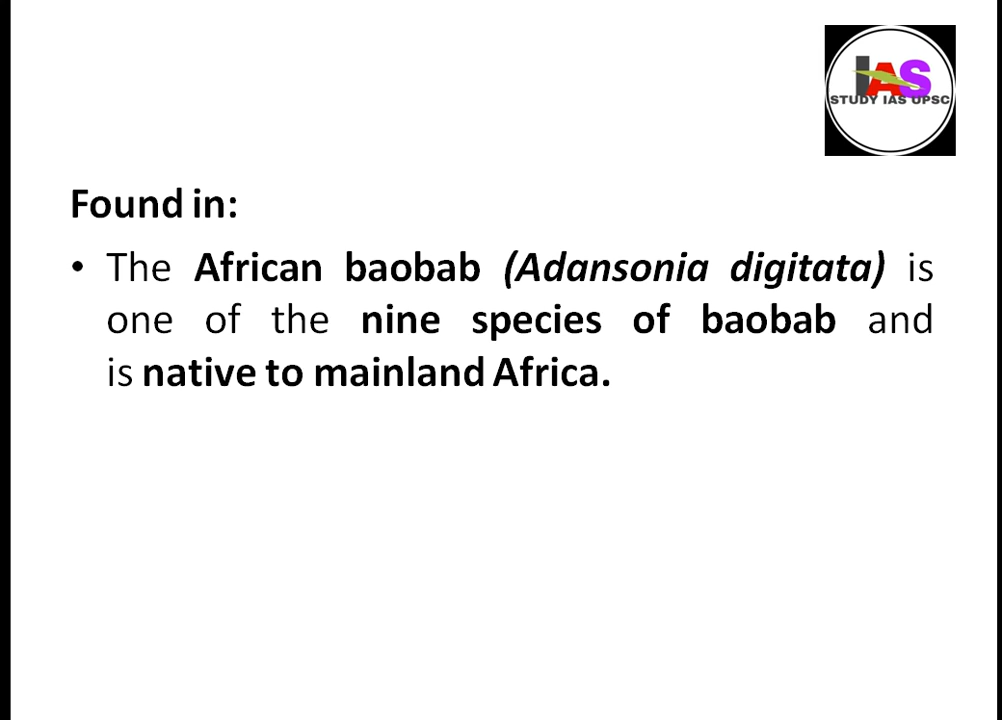 IAS
STUDY IAS UPSC
Found in:
• The African baobab (Adansonia digitata) is
one of the nine species of baobab and
is native to mainland Africa.